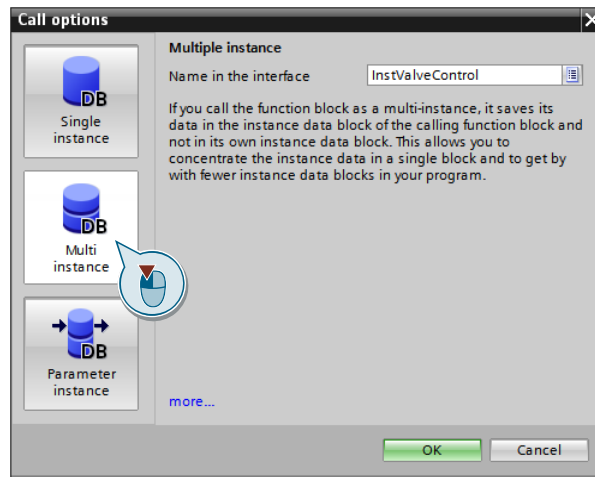 Call options
DB
Single
instance
DB
Multi
instance
DB
Parameter
instance
Multiple instance
Name in the interface InstValveControl
If you call the function block as a multi-instance, it saves its
data in the instance data block of the calling function block and
not in its own instance data block. This allows you to
concentrate the instance data in a single block and to get by
with fewer instance data blocks in your program.
more...
OK Cancel